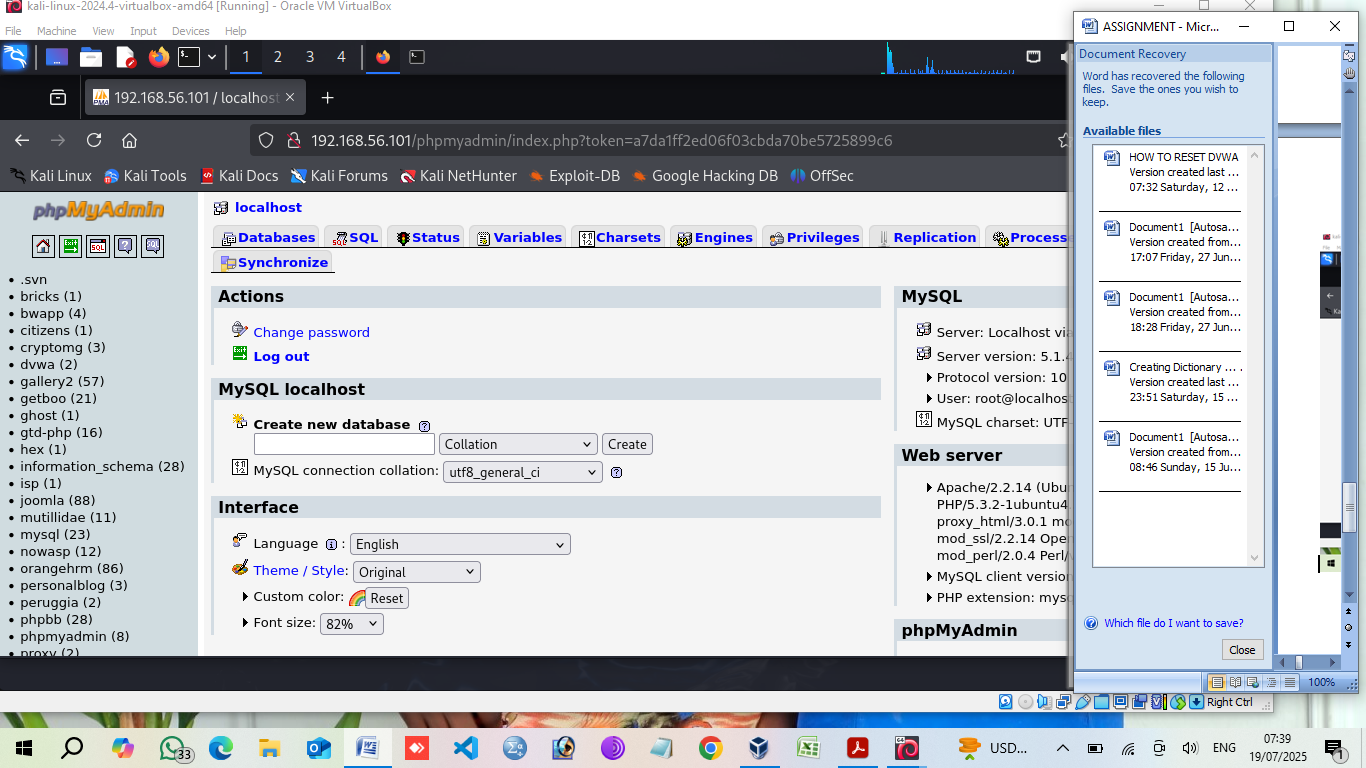 kali-linux-2024.4-virtualbox-amd64 [Running] - Oracle VM VirtualBox
File Machine View Input Devices Help
1 2 3 4
192.168.56.101 / localhost
192.168.56.101/phpmyadmin/index.php?token=a7da1ff2ed06f03cbda70be5725899c6
Kali Linux Kali Tools Kali Docs Kali Forums Kali NetHunter Exploit-DB Google Hacking DB OffSec
phpMyAdmin
.svn
bricks (1)
bwapp (4)
citizens (1)
cryptomg (3)
dvwa (2)
gallery2 (57)
getboo (21)
ghost (1)
gtd-php (16)
hex (1)
information_schema (28)
isp (1)
joomla (88)
mutillidae (11)
mysql (23)
nowasp (12)
orangehrm (86)
personalblog (3)
peruggia (2)
phpbb (28)
phpmyadmin (8)
proxy (2)
localhost
Databases SQL Status Variables Charsets Engines Privileges Replication Processe
Synchronize
Actions
Change password
Log out
MySQL localhost
Create new database
Collation Create
MySQL connection collation: utf8_general_ci
Interface
Language : English
Theme / Style: Original
Custom color: Reset
Font size: 82%
MySQL
Server: Localhost via
Server version: 5.1.4
Protocol version: 10
User: root@localhos
MySQL charset: UTF-
Web server
Apache/2.2.14 (Ubu
PHP/5.3.2-1ubuntu4.
proxy_html/3.0.1 mo
mod_ssl/2.2.14 Open
mod_perl/2.0.4 Perl/
MySQL client version
PHP extension: mysq
phpMyAdmin
ASSIGNMENT - Micr...
Document Recovery
Word has recovered the following
files. Save the ones you wish to
keep.
Available files
HOW TO RESET DVWA
Version created last ...
07:32 Saturday, 12 ...
Document1 [Autosa...
Version created from...
17:07 Friday, 27 Jun...
Document1 [Autosa...
Version created from...
18:28 Friday, 27 Jun...
Creating Dictionary ... .
Version created last ...
23:51 Saturday, 15 ...
Document1 [Autosa...
Version created from...
08:46 Sunday, 15 Ju...
Which file do I want to save?
Close
100%
Right Ctrl
33
USD...
ENG
07:39
19/07/2025
1